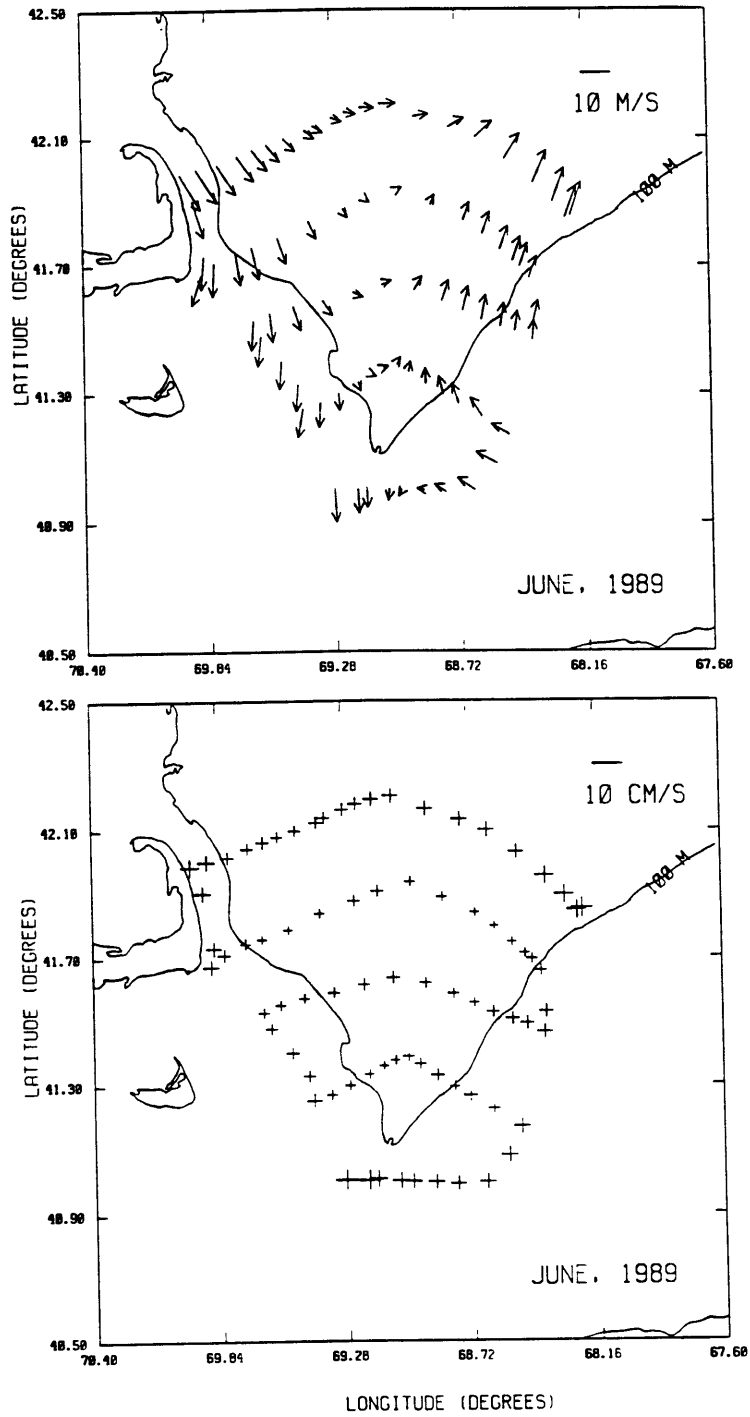 42.50
10 M/S
42.10
100 M
41.70
LATITUDE (DEGREES)
41.30
40.90
JUNE, 1989
40.50
70.40 69.84 69.28 68.72 68.16 67.60
42.50
10 CM/S
42.10
100 M
41.70
LATITUDE (DEGREES)
41.30
40.90
JUNE, 1989
40.50
70.40 69.84 69.28 68.72 68.16 67.60
LONGITUDE (DEGREES)